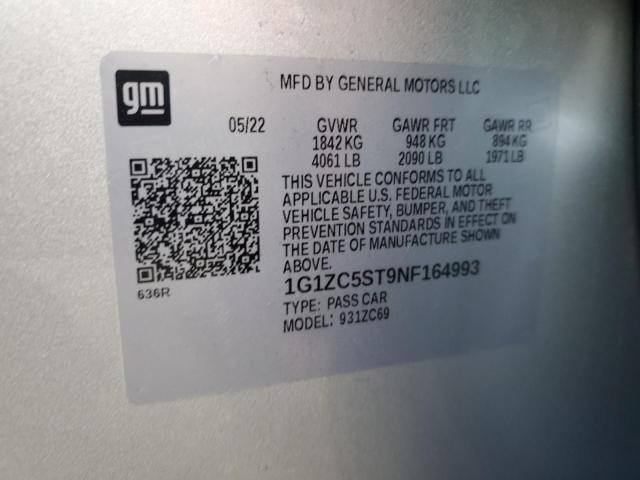 gm
MFD BY GENERAL MOTORS LLC
05/22 GVWR GAWR FRT GAWR RR
1842 KG 948 KG 894 KG
4061 LB 2090 LB 1971 LB
THIS VEHICLE CONFORMS TO ALL
APPLICABLE U.S. FEDERAL MOTOR
VEHICLE SAFETY, BUMPER, AND THEFT
PREVENTION STANDARDS IN EFFECT ON
THE DATE OF MANUFACTURE SHOWN
ABOVE.
1G1ZC5ST9NF164993
636R
TYPE: PASS CAR
MODEL: 931ZC69